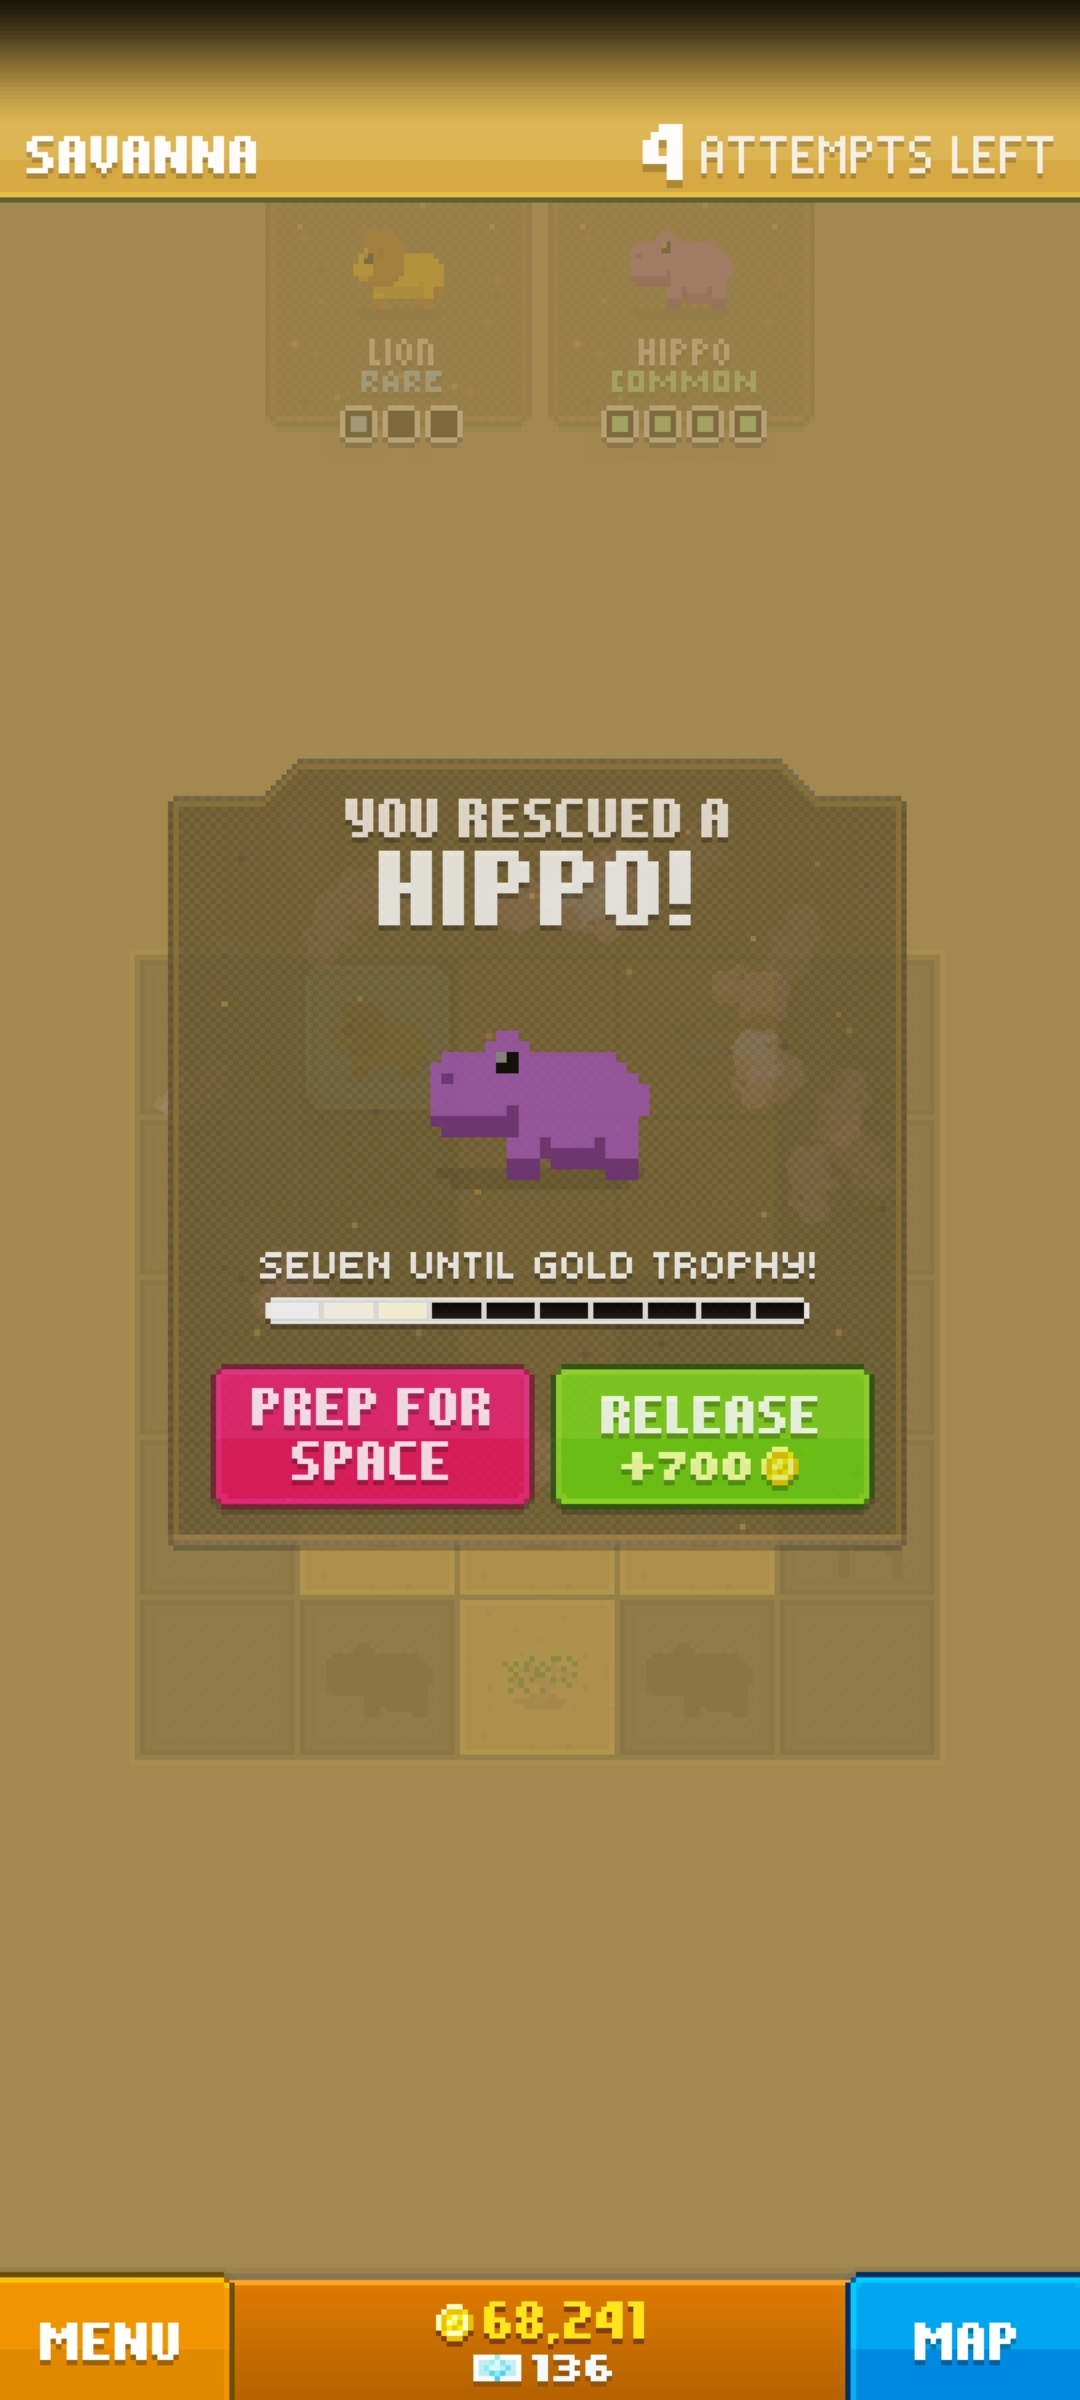 SAVANNA
4 ATTEMPTS LEFT
LION
RARE
HIPPO
COMMON
YOU RESCUED A
HIPPO!
SEVEN UNTIL GOLD TROPHY!
PREP FOR
SPACE
RELEASE
+700
MENU
68,241
136
MAP